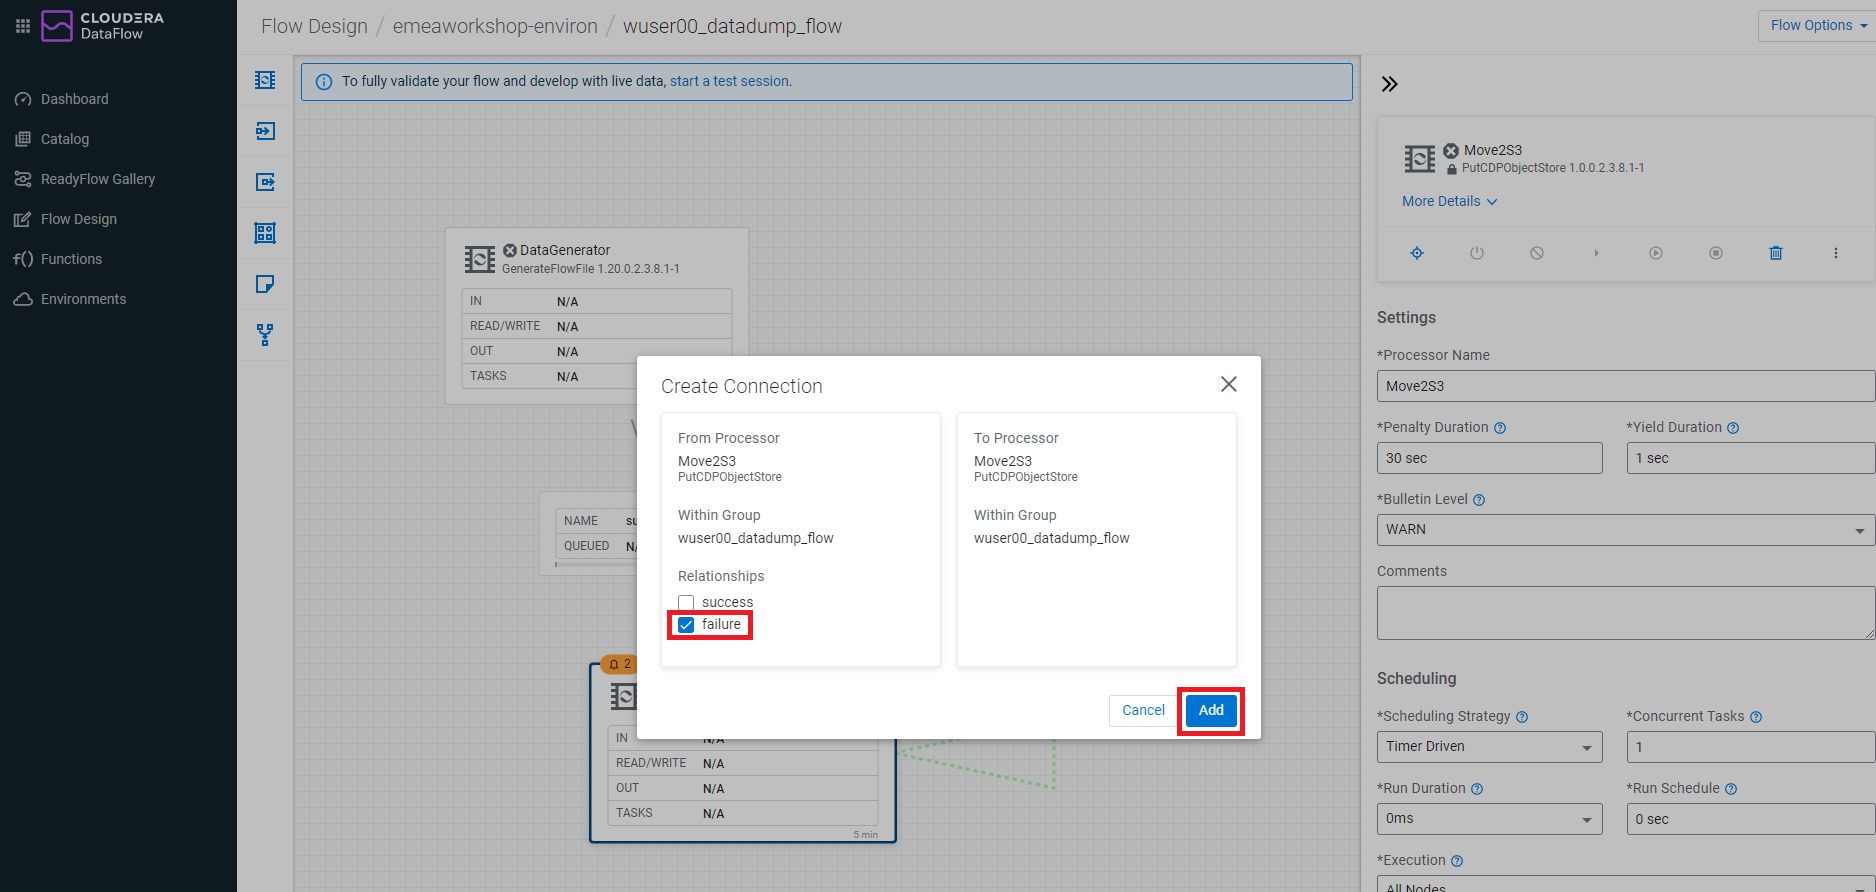 CLOUDERA
DataFlow
Dashboard
Catalog
ReadyFlow Gallery
Flow Design
Functions
Environments
Flow Design / emeaworkshop-environ / wuser00_datadump_flow
Flow Options
To fully validate your flow and develop with live data, start a test session.
DataGenerator
GenerateFlowFile 1.20.0.2.3.8.1-1
IN N/A
READ/WRITE N/A
OUT N/A
TASKS N/A
NAME
QUEUED
Create Connection
From Processor
Move2S3
PutCDPObjectStore
Within Group
wuser00_datadump_flow
Relationships
success
failure
To Processor
Move2S3
PutCDPObjectStore
Within Group
wuser00_datadump_flow
Cancel
Add
2
IN N/A
READ/WRITE N/A
OUT N/A
TASKS N/A
5 min
Move2S3
PutCDPObjectStore 1.0.0.2.3.8.1-1
More Details
Settings
*Processor Name
Move2S3
*Penalty Duration
30 sec
*Yield Duration
1 sec
*Bulletin Level
WARN
Comments
Scheduling
*Scheduling Strategy
Timer Driven
*Concurrent Tasks
1
*Run Duration
0ms
*Run Schedule
0 sec
*Execution
All Nodes